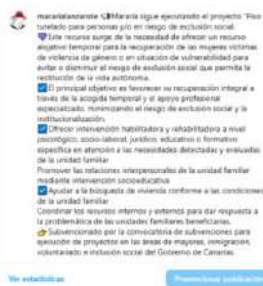 mararialanzarote Mararía sigue ejecutando el proyecto "Piso
tutelado para personas y/o en riesgo de exclusión social.
Este recurso surge de la necesidad de ofrecer un recurso
alojativo temporal para la recuperación de las mujeres víctimas
de violencia de género o en situación de vulnerabilidad para
evitar o disminuir el riesgo de exclusión social que permita la
restitución de la vida autónoma.
El principal objetivo es favorecer su recuperación integral a
través de la acogida temporal y el apoyo profesional
especializado, minimizando el riesgo de exclusión social y la
institucionalización.
Ofrecer intervención habilitadora y rehabilitadora a nivel
psicológico, socio-laboral, jurídico, educativo o formativo
específica en atención a las necesidades detectadas y evaluadas
de la unidad familiar
Promover las relaciones interpersonales de la unidad familiar
mediante intervención socioeducativa
Ayudar a la búsqueda de vivienda conforme a las condiciones
de la unidad familiar
Coordinar los recursos internos y externos para dar respuesta a
la problemática de las unidades familiares beneficiarias.
Subvencionado por la convocatoria de subvenciones para
ejecución de proyectos en las áreas de mayores, inmigración,
voluntariado e inclusión social del Gobierno de Canarias.
Ver estadísticas
Promocionar publicación